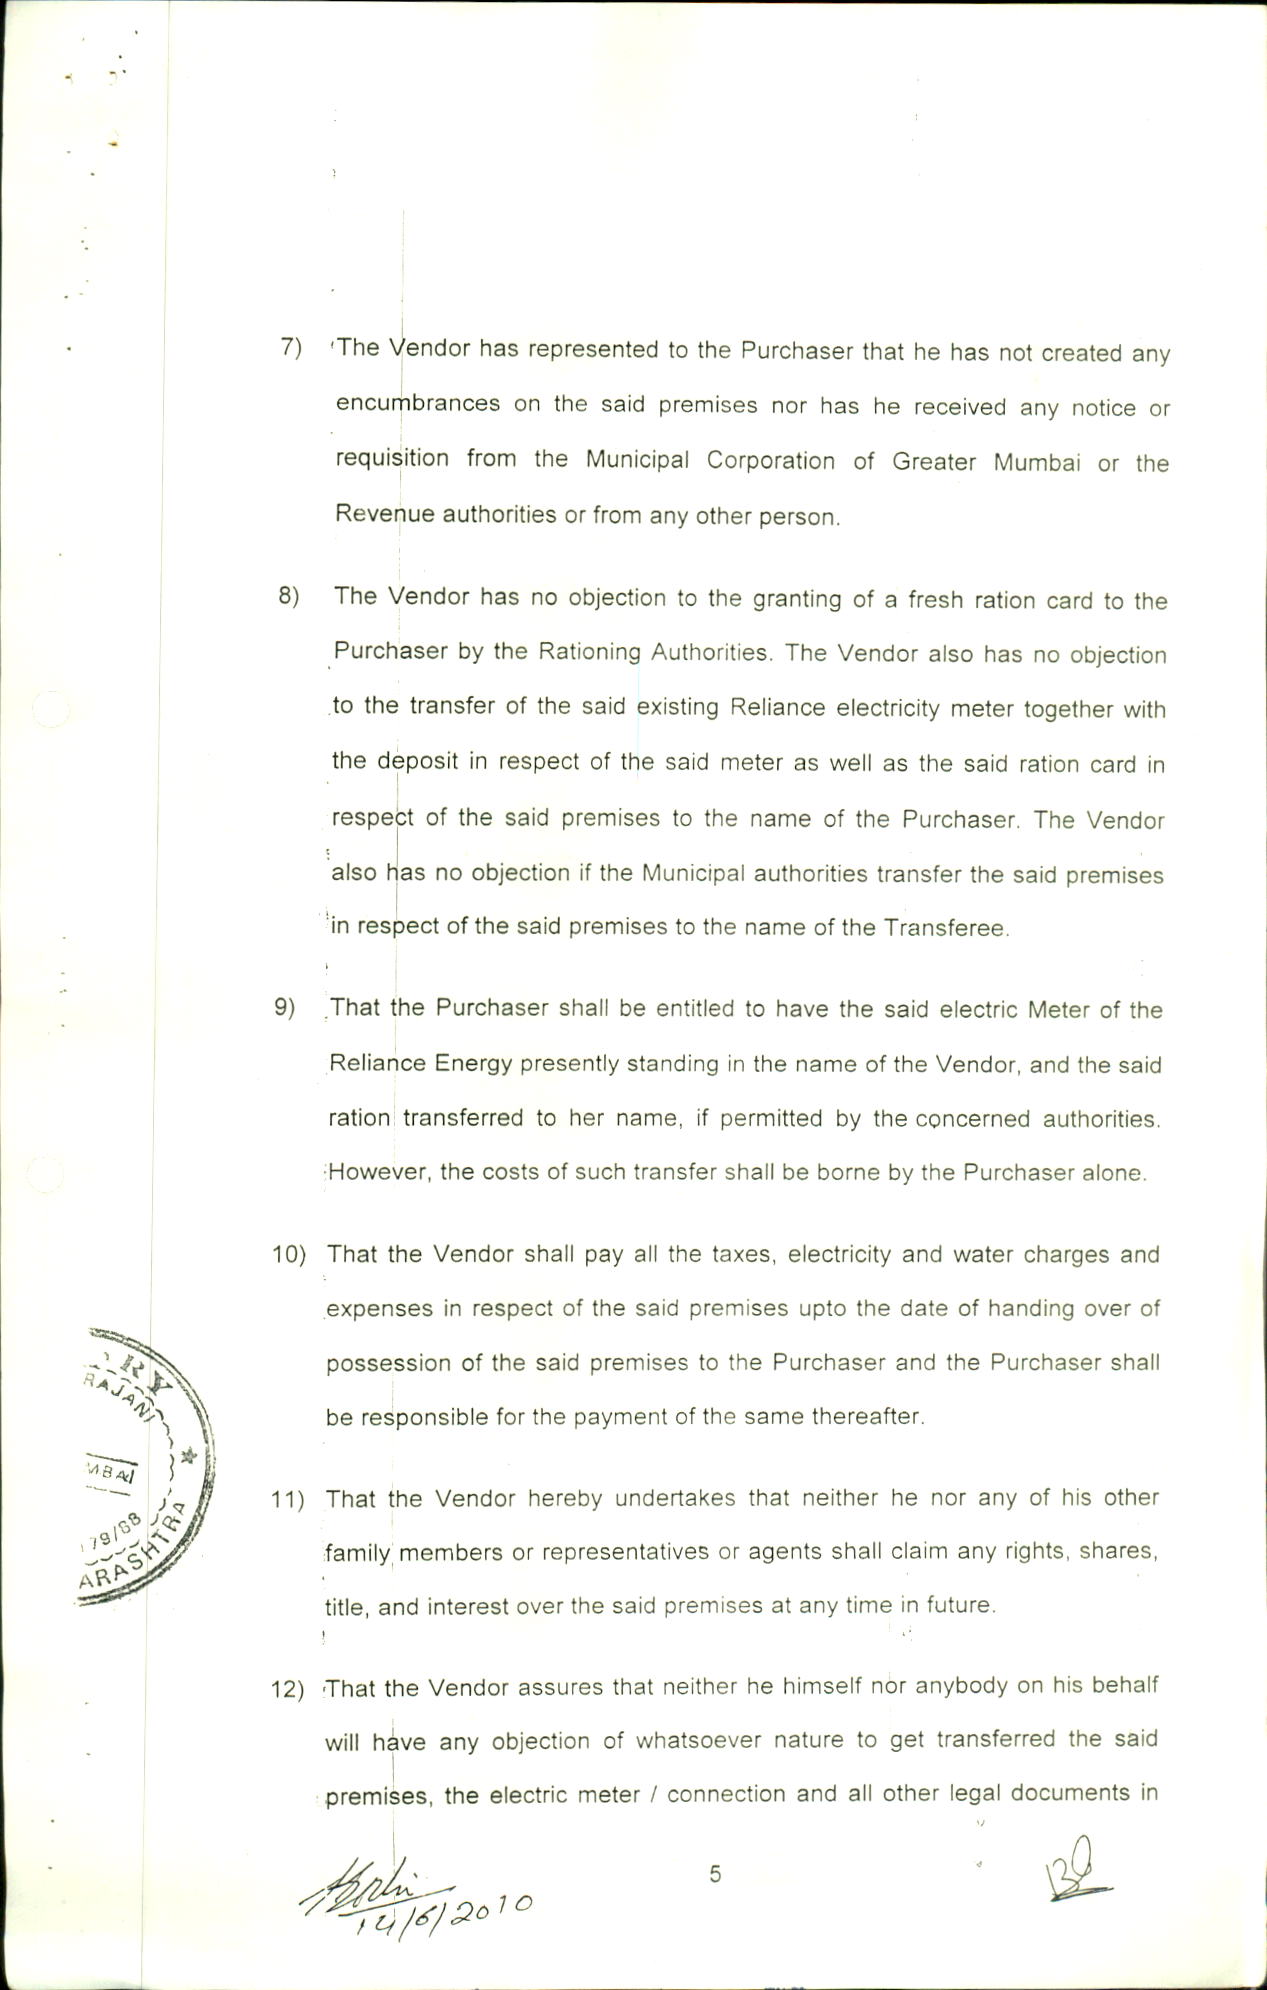 7) The Vendor has represented to the Purchaser that he has not created any
encumbrances on the said premises nor has he received any notice or
requisition from the Municipal Corporation of Greater Mumbai or the
Revenue authorities or from any other person.
8) The Vendor has no objection to the granting of a fresh ration card to the
Purchaser by the Rationing Authorities. The Vendor also has no objection
to the transfer of the said existing Reliance electricity meter together with
the deposit in respect of the said meter as well as the said ration card in
respect of the said premises to the name of the Purchaser. The Vendor
also has no objection if the Municipal authorities transfer the said premises
in respect of the said premises to the name of the Transferee.
9) That the Purchaser shall be entitled to have the said electric Meter of the
Reliance Energy presently standing in the name of the Vendor, and the said
ration transferred to her name, if permitted by the concerned authorities.
However, the costs of such transfer shall be borne by the Purchaser alone.
10) That the Vendor shall pay all the taxes, electricity and water charges and
expenses in respect of the said premises upto the date of handing over of
possession of the said premises to the Purchaser and the Purchaser shall
be responsible for the payment of the same thereafter.
11) That the Vendor hereby undertakes that neither he nor any of his other
family members or representatives or agents shall claim any rights, shares,
title, and interest over the said premises at any time in future.
12) That the Vendor assures that neither he himself nor anybody on his behalf
will have any objection of whatsoever nature to get transferred the said
premises, the electric meter / connection and all other legal documents in
RY
RAJANI
MBAI
179/88
ARASHTRA
5
14/6/2010